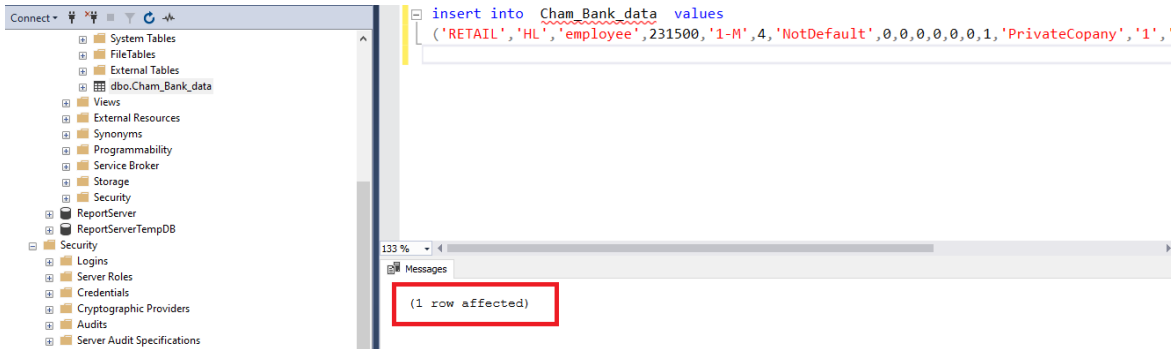 Connect
System Tables
FileTables
External Tables
dbo.Cham_Bank_data
Views
External Resources
Synonyms
Programmability
Service Broker
Storage
Security
ReportServer
ReportServerTempDB
Security
Logins
Server Roles
Credentials
Cryptographic Providers
Audits
Server Audit Specifications
insert into Cham_Bank_data values
('RETAIL','HL','employee',231500,'1-M',4,'NotDefault',0,0,0,0,0,0,1,'PrivateCopany','1','
133 %
Messages
(1 row affected)